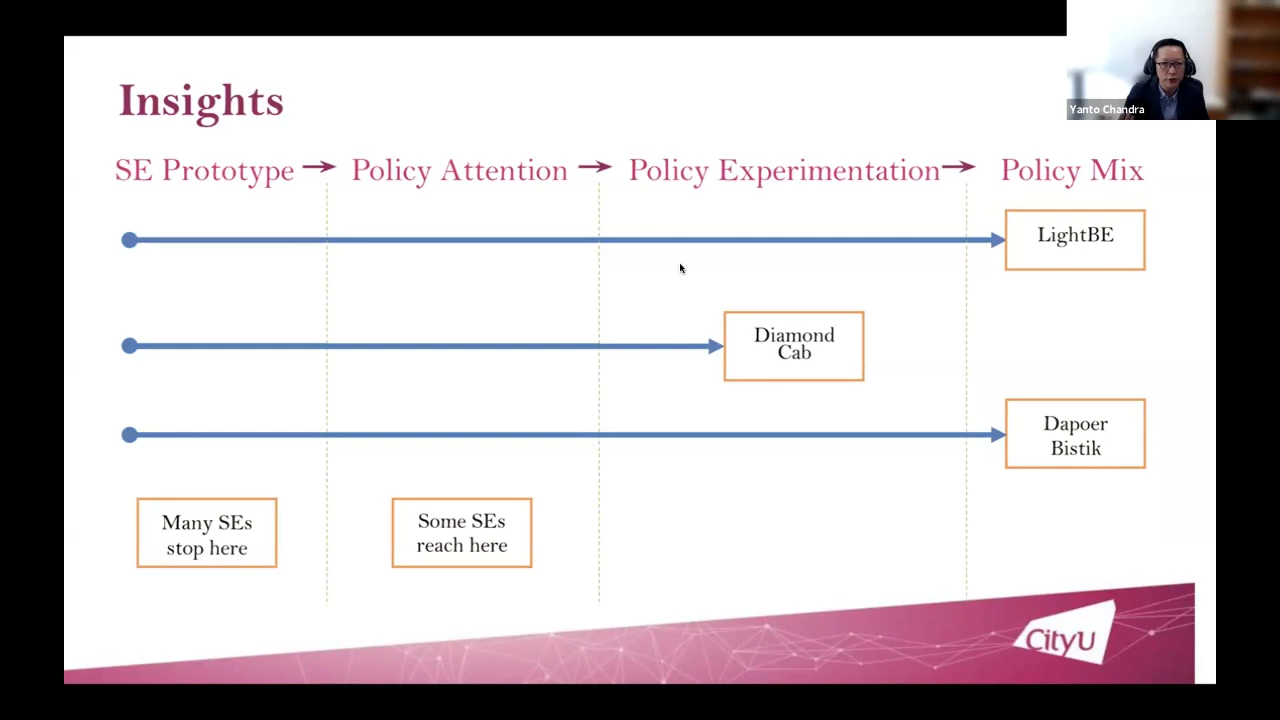 Insights
Yanto Chandra
SE Prototype → Policy Attention → Policy Experimentation → Policy Mix
LightBE
Diamond
Cab
Dapoer
Bistik
Many SEs
stop here
Some SEs
reach here
CityU